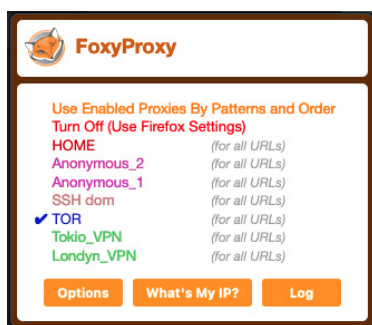 FoxyProxy
Use Enabled Proxies By Patterns and Order
Turn Off (Use Firefox Settings)
HOME (for all URLs)
Anonymous_2 (for all URLs)
Anonymous_1 (for all URLs)
SSH dom (for all URLs)
✔ TOR (for all URLs)
Tokio_VPN (for all URLs)
Londyn_VPN (for all URLs)
Options What's My IP? Log